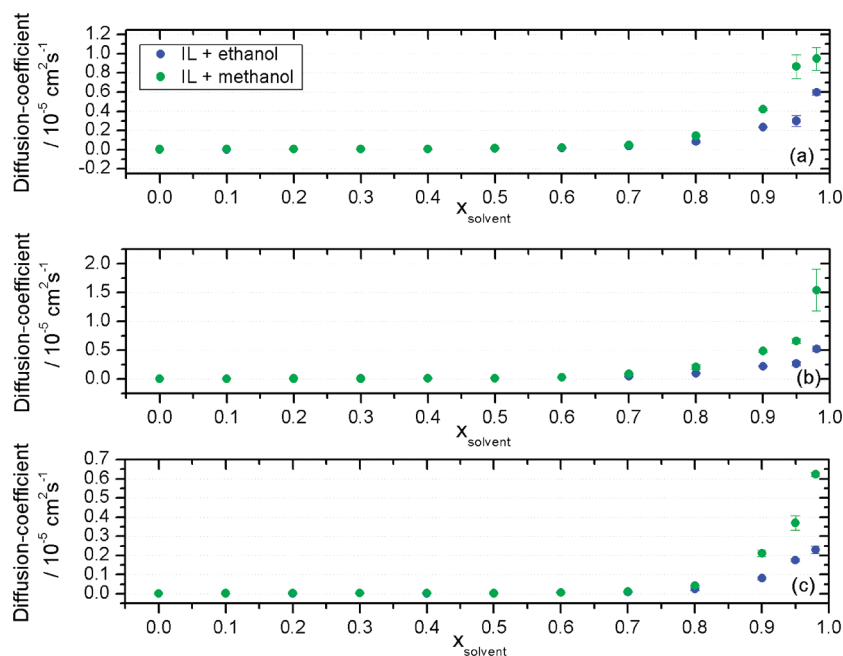 Diffusion-coefficient
/ 10⁻⁵ cm²s⁻¹
1.2
1.0
0.8
0.6
0.4
0.2
0.0
-0.2
IL + ethanol
IL + methanol
(a)
0.0 0.1 0.2 0.3 0.4 0.5 0.6 0.7 0.8 0.9 1.0
x_solvent
Diffusion-coefficient
/ 10⁻⁵ cm²s⁻¹
2.0
1.5
1.0
0.5
0.0
(b)
0.0 0.1 0.2 0.3 0.4 0.5 0.6 0.7 0.8 0.9 1.0
x_solvent
Diffusion-coefficient
/ 10⁻⁵ cm²s⁻¹
0.7
0.6
0.5
0.4
0.3
0.2
0.1
0.0
(c)
0.0 0.1 0.2 0.3 0.4 0.5 0.6 0.7 0.8 0.9 1.0
x_solvent